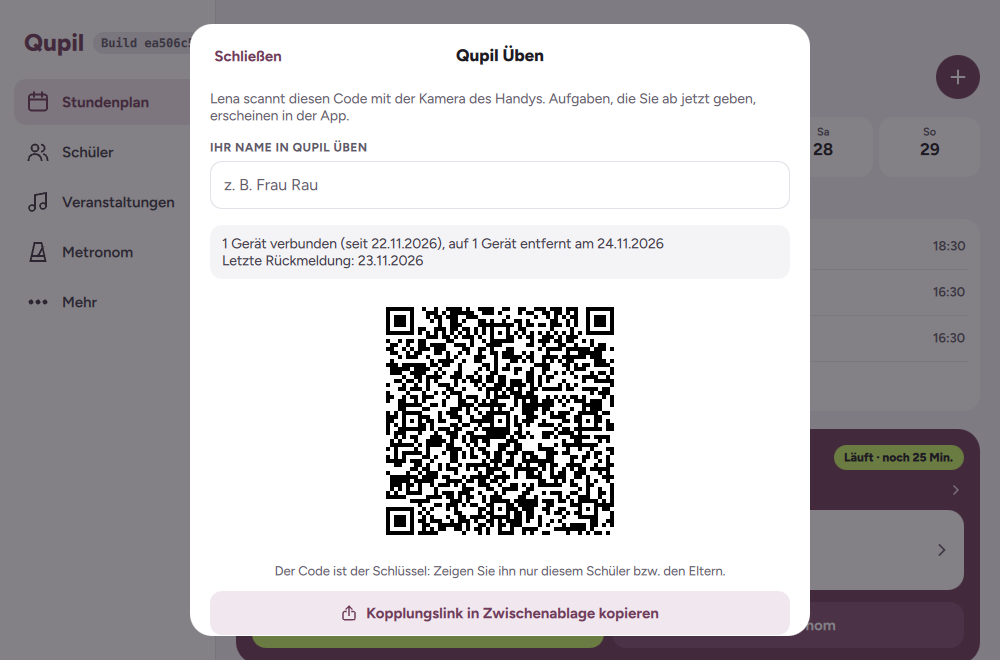 Qupil
Stundenplan
Schüler
Veranstaltungen
Metronom
Mehr
Schließen
Qupil Üben
Lena scannt diesen Code mit der Kamera des Handys. Aufgaben, die Sie ab jetzt geben,
erscheinen in der App.
IHR NAME IN QUPIL ÜBEN
z. B. Frau Rau
1 Gerät verbunden (seit 22.11.2026), auf 1 Gerät entfernt am 24.11.2026
Letzte Rückmeldung: 23.11.2026
Der Code ist der Schlüssel: Zeigen Sie ihn nur diesem Schüler bzw. den Eltern.
Kopplungslink in Zwischenablage kopieren
Sa
28
So
29
18:30
16:30
16:30
Läuft · noch 25 Min.